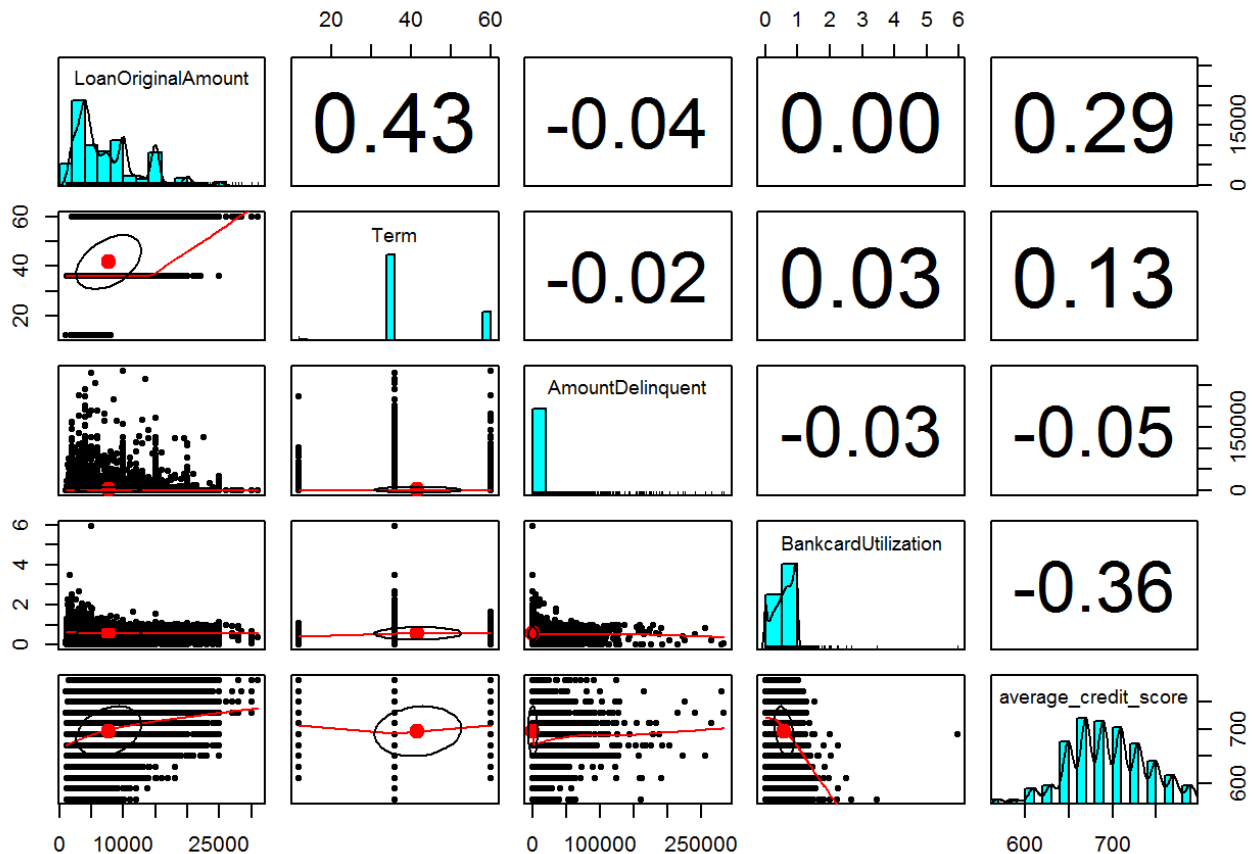 20 40 60 0 1 2 3 4 5 6
LoanOriginalAmount
0.43 -0.04 0.00 0.29
0 15000
20 40 60
Term
-0.02 0.03 0.13
AmountDelinquent
-0.03 -0.05
0 150000
0 2 4 6
BankcardUtilization
-0.36
average_credit_score
600 700
0 10000 25000 0 100000 250000 600 700